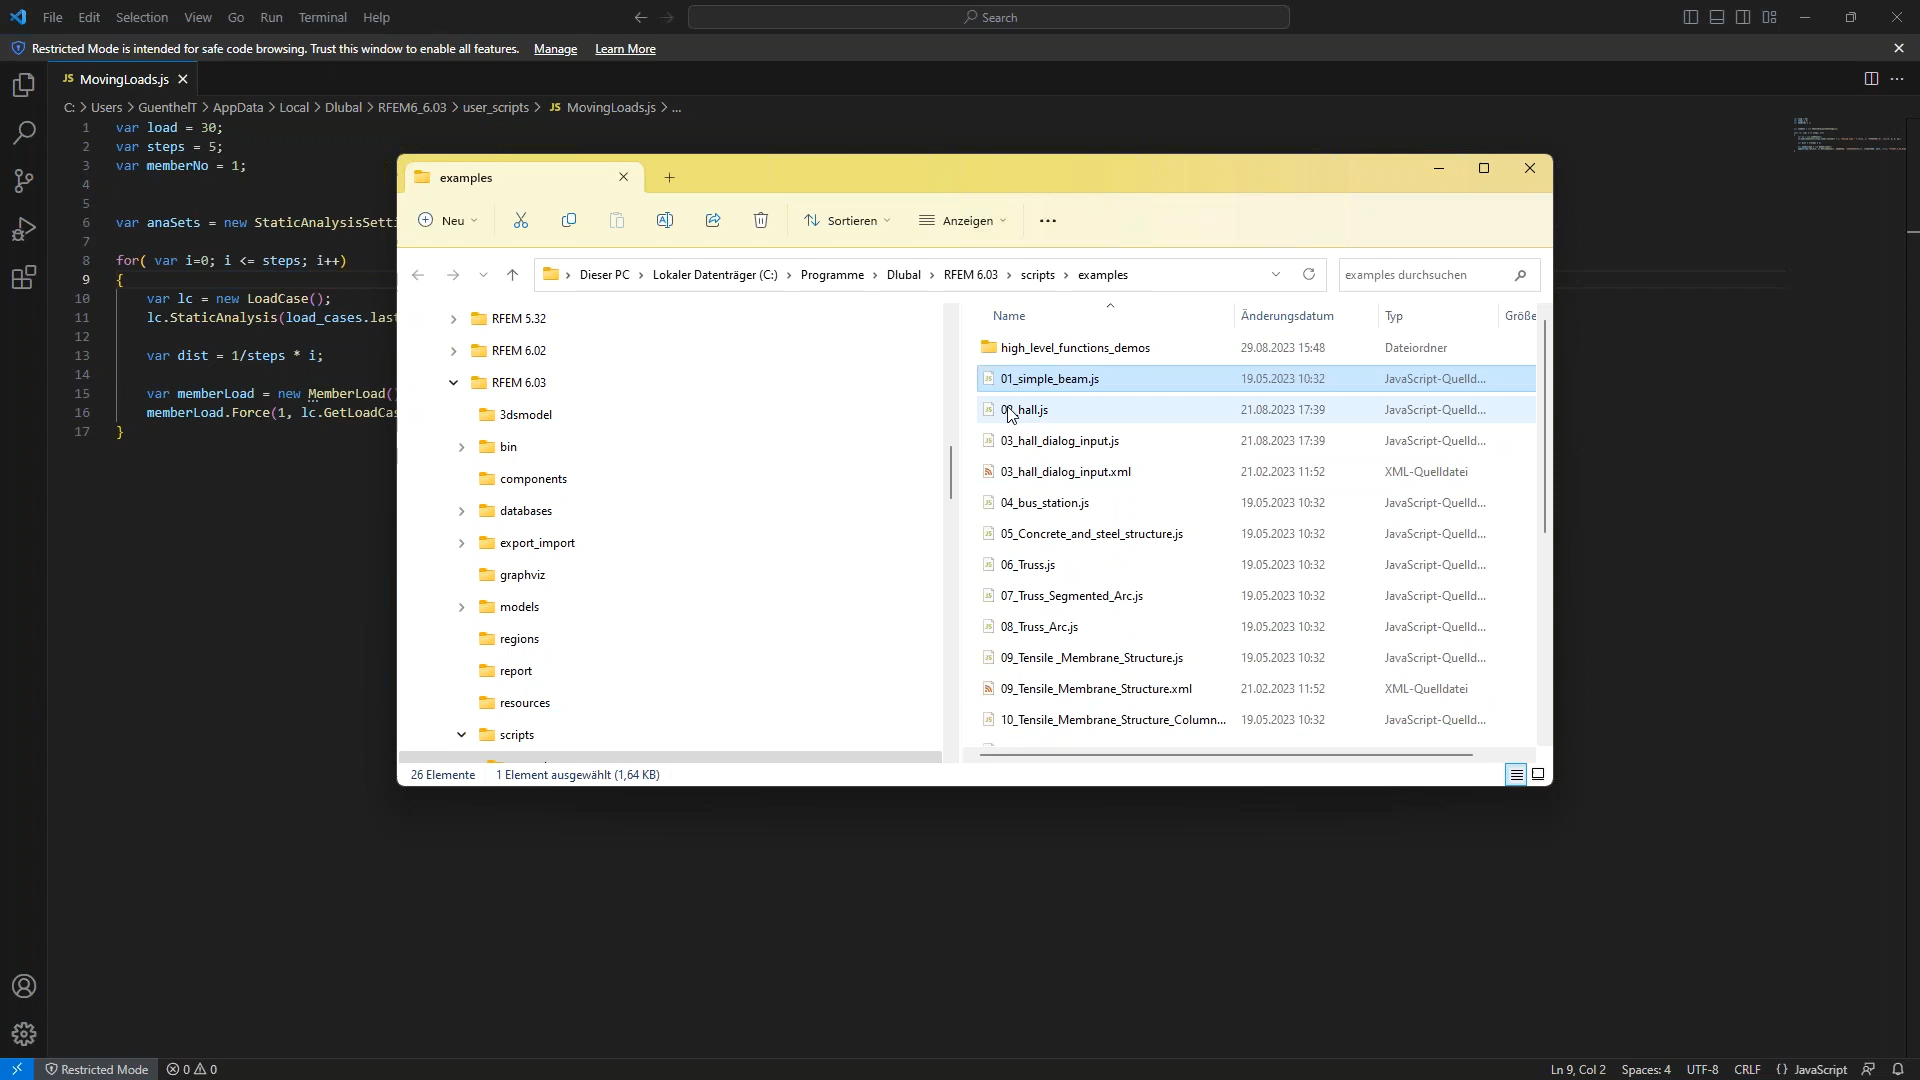 File Edit Selection View Go Run Terminal Help
Search
Restricted Mode is intended for safe code browsing. Trust this window to enable all features. Manage Learn More
JS MovingLoads.js
C: > Users > GuenthelT > AppData > Local > Dlubal > RFEM6_6.03 > user_scripts > JS MovingLoads.js > ...
1 var load = 30;
2 var steps = 5;
3 var memberNo = 1;
4
5
6 var anaSets = new StaticAnalysisSetti
7
8 for( var i=0; i <= steps; i++)
9 {
10 var lc = new LoadCase();
11 lc.StaticAnalysis(load_cases.last
12
13 var dist = 1/steps * i;
14
15 var memberLoad = new MemberLoad()
16 memberLoad.Force(1, lc.GetLoadCas
17 }
examples
Neu
Sortieren
Anzeigen
Dieser PC > Lokaler Datenträger (C:) > Programme > Dlubal > RFEM 6.03 > scripts > examples
examples durchsuchen
RFEM 5.32
RFEM 6.02
RFEM 6.03
3dsmodel
bin
components
databases
export_import
graphviz
models
regions
report
resources
scripts
Name Änderungsdatum Typ Größe
high_level_functions_demos 29.08.2023 15:48 Dateiordner
01_simple_beam.js 19.05.2023 10:32 JavaScript-Quelld...
02_hall.js 21.08.2023 17:39 JavaScript-Quelld...
03_hall_dialog_input.js 21.08.2023 17:39 JavaScript-Quelld...
03_hall_dialog_input.xml 21.02.2023 11:52 XML-Quelldatei
04_bus_station.js 19.05.2023 10:32 JavaScript-Quelld...
05_Concrete_and_steel_structure.js 19.05.2023 10:32 JavaScript-Quelld...
06_Truss.js 19.05.2023 10:32 JavaScript-Quelld...
07_Truss_Segmented_Arc.js 19.05.2023 10:32 JavaScript-Quelld...
08_Truss_Arc.js 19.05.2023 10:32 JavaScript-Quelld...
09_Tensile _Membrane_Structure.js 19.05.2023 10:32 JavaScript-Quelld...
09_Tensile_Membrane_Structure.xml 21.02.2023 11:52 XML-Quelldatei
10_Tensile_Membrane_Structure_Column... 19.05.2023 10:32 JavaScript-Quelld...
26 Elemente 1 Element ausgewählt (1,64 KB)
Restricted Mode 0 0
Ln 9, Col 2 Spaces: 4 UTF-8 CRLF {} JavaScript